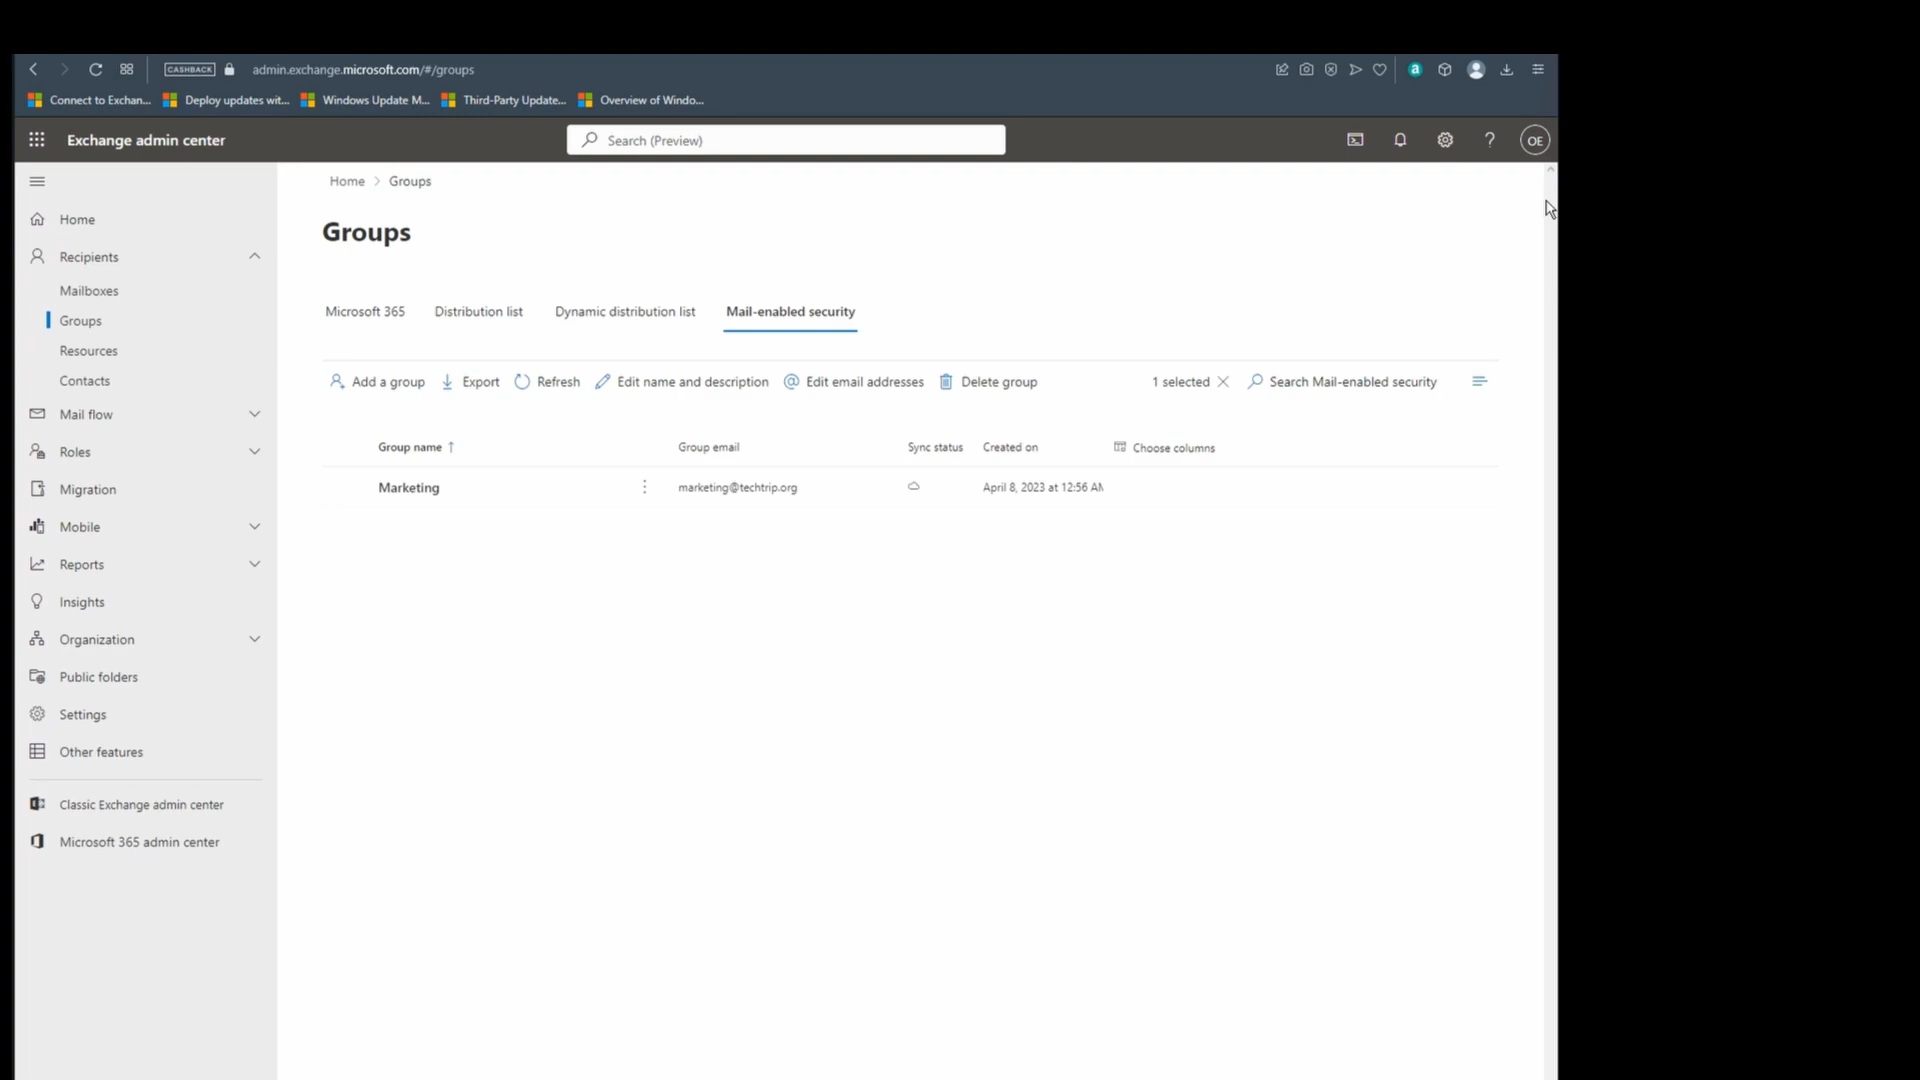 CASHBACK admin.exchange.microsoft.com/#/groups a
Connect to Exchan... Deploy updates wit... Windows Update M... Third-Party Update... Overview of Windo...
Exchange admin center Search (Preview) ? OE
Home > Groups
Groups
Home
Recipients
Mailboxes
Groups
Resources
Contacts
Mail flow
Roles
Migration
Mobile
Reports
Insights
Organization
Public folders
Settings
Other features
Classic Exchange admin center
Microsoft 365 admin center
Microsoft 365 Distribution list Dynamic distribution list Mail-enabled security
Add a group Export Refresh Edit name and description Edit email addresses Delete group 1 selected Search Mail-enabled security
Group name ↑ Group email Sync status Created on Choose columns
Marketing marketing@techtrip.org April 8, 2023 at 12:56 AM